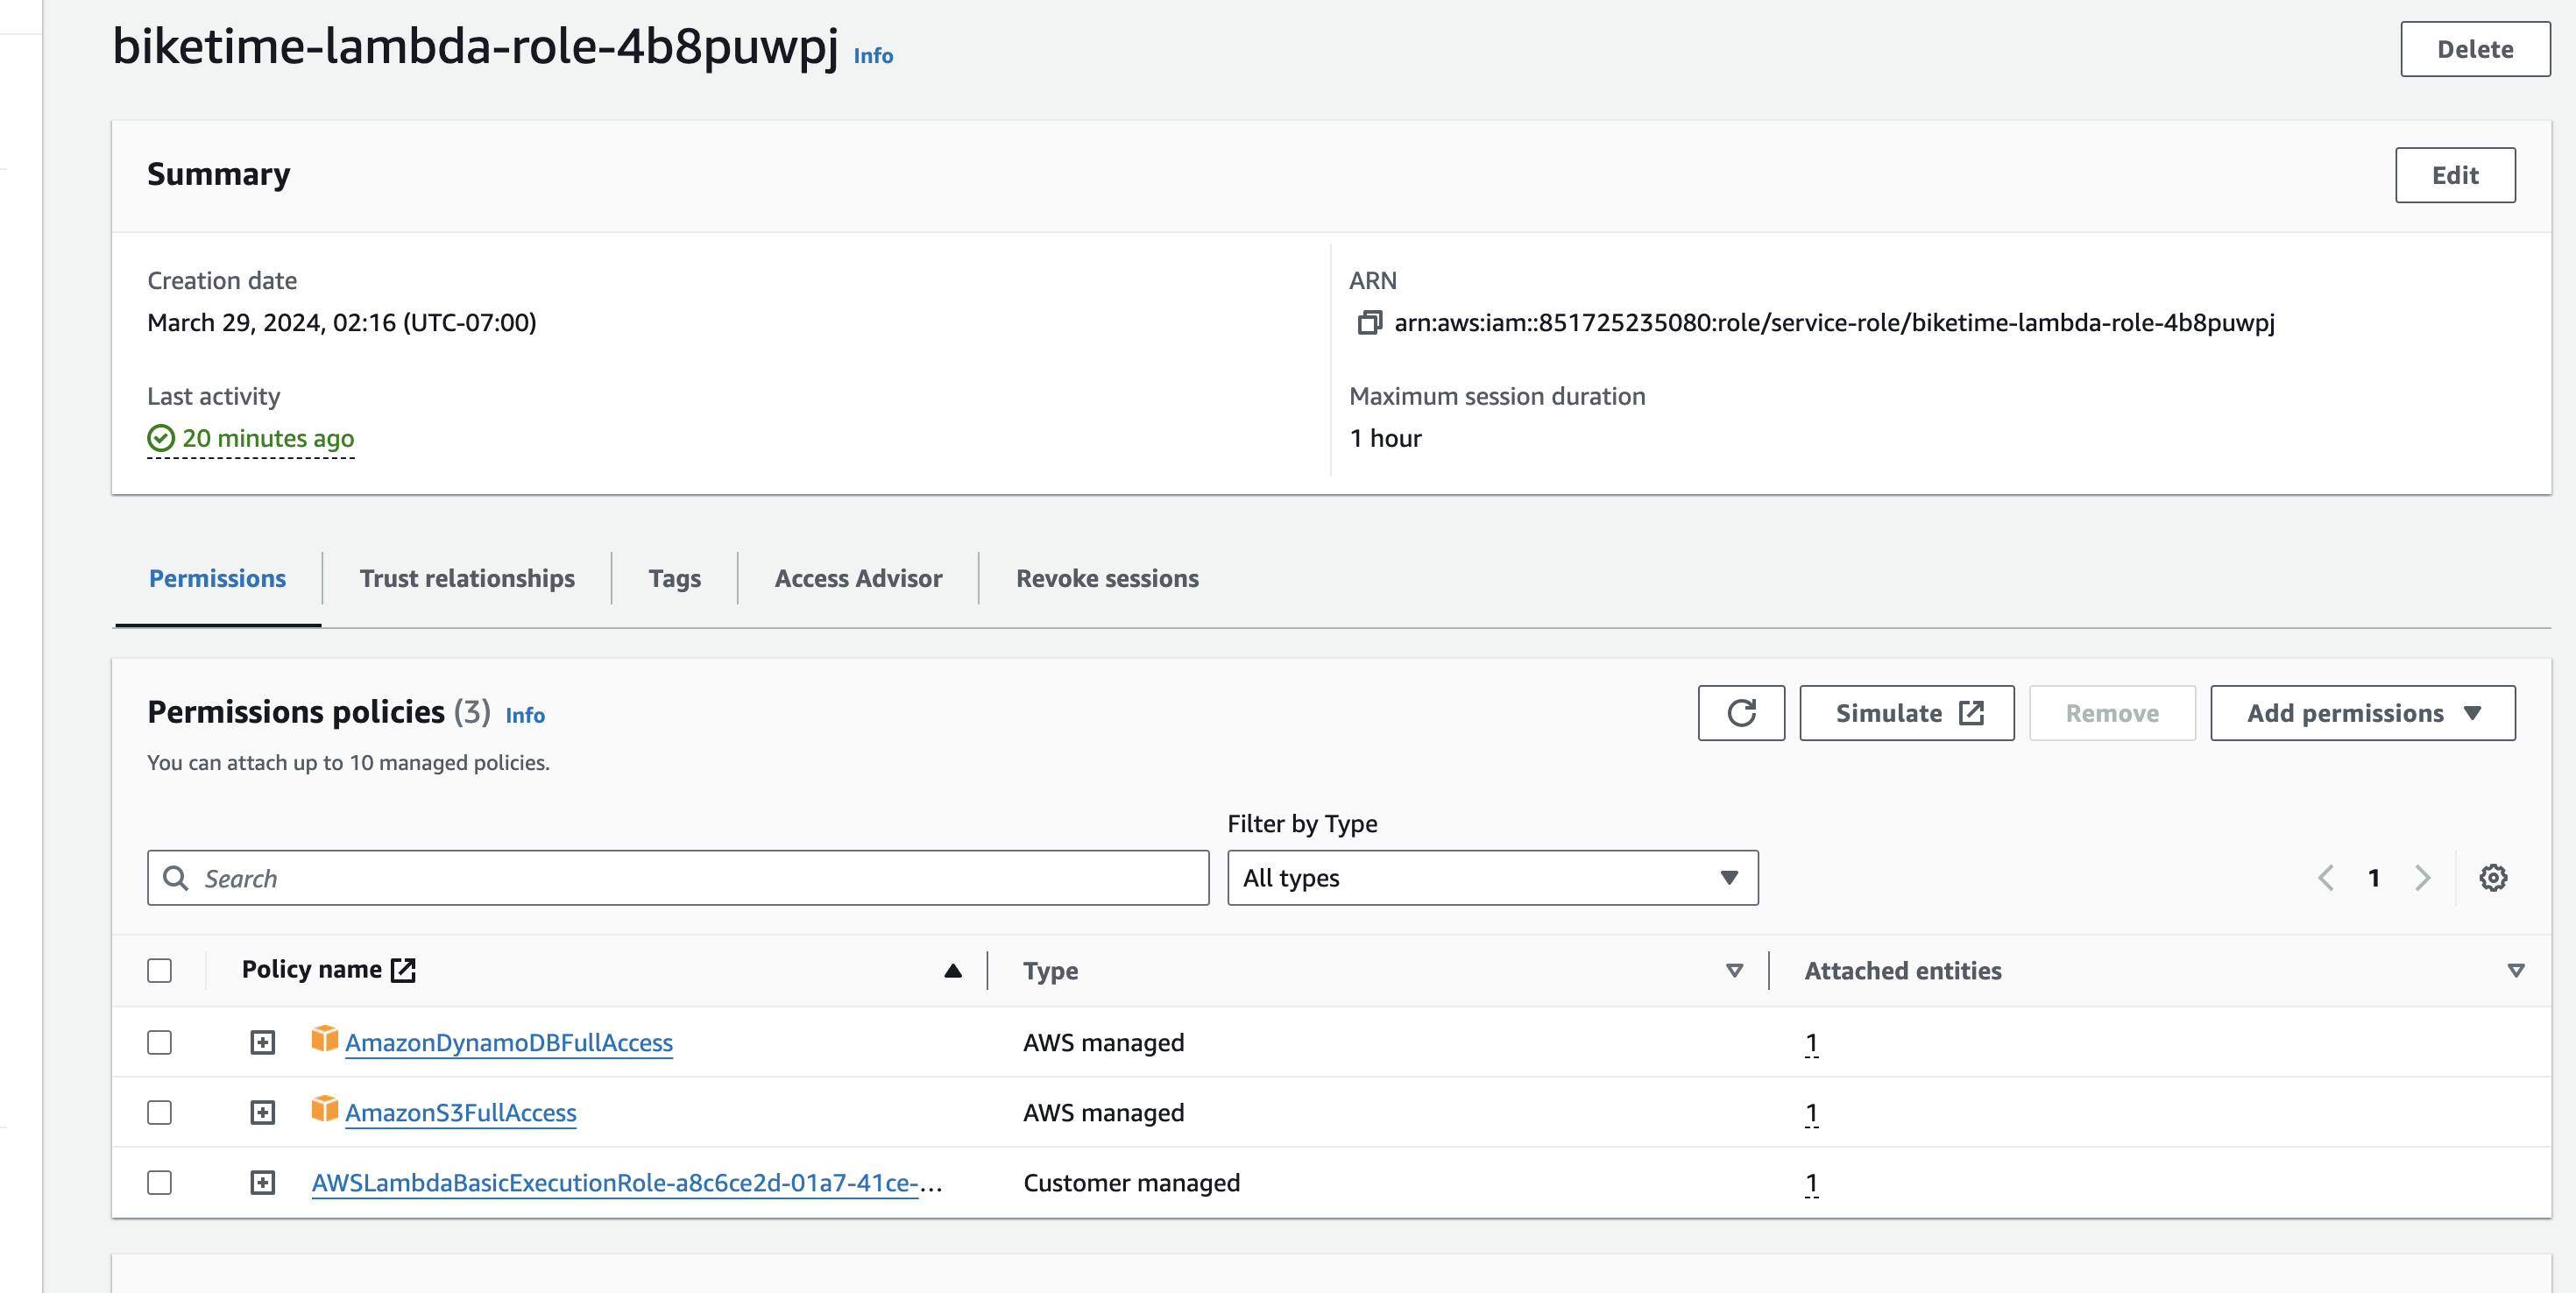 biketime-lambda-role-4b8puwpj Info
Delete
Summary
Edit
Creation date
March 29, 2024, 02:16 (UTC-07:00)
ARN
arn:aws:iam::851725235080:role/service-role/biketime-lambda-role-4b8puwpj
Last activity
20 minutes ago
Maximum session duration
1 hour
Permissions
Trust relationships
Tags
Access Advisor
Revoke sessions
Permissions policies (3) Info
Simulate
Remove
Add permissions
You can attach up to 10 managed policies.
Filter by Type
Search
All types
1
Policy name
Type
Attached entities
AmazonDynamoDBFullAccess
AWS managed
1
AmazonS3FullAccess
AWS managed
1
AWSLambdaBasicExecutionRole-a8c6ce2d-01a7-41ce-...
Customer managed
1